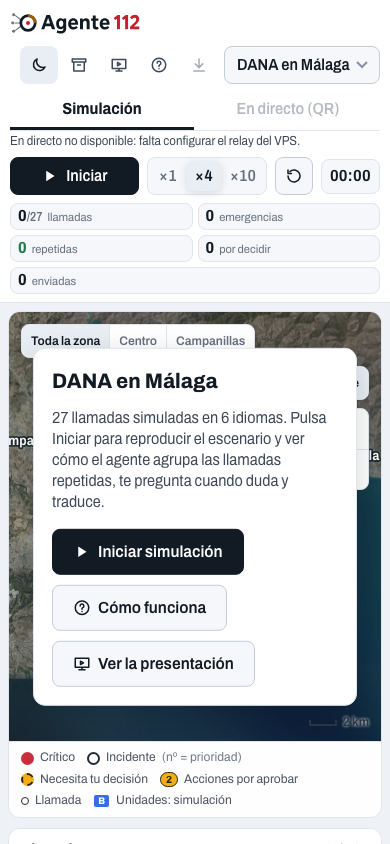 Agente 112
DANA en Málaga
Simulación
En directo (QR)
En directo no disponible: falta configurar el relay del VPS.
Iniciar
×1 ×4 ×10
00:00
0/27 llamadas
0 emergencias
0 repetidas
0 por decidir
0 enviadas
Toda la zona Centro Campanillas
DANA en Málaga
27 llamadas simuladas en 6 idiomas. Pulsa
Iniciar para reproducir el escenario y ver
cómo el agente agrupa las llamadas
repetidas, te pregunta cuando duda y
traduce.
Iniciar simulación
Cómo funciona
Ver la presentación
2 km
Crítico Incidente (nº = prioridad)
Necesita tu decisión 2 Acciones por aprobar
Llamada B Unidades: simulación